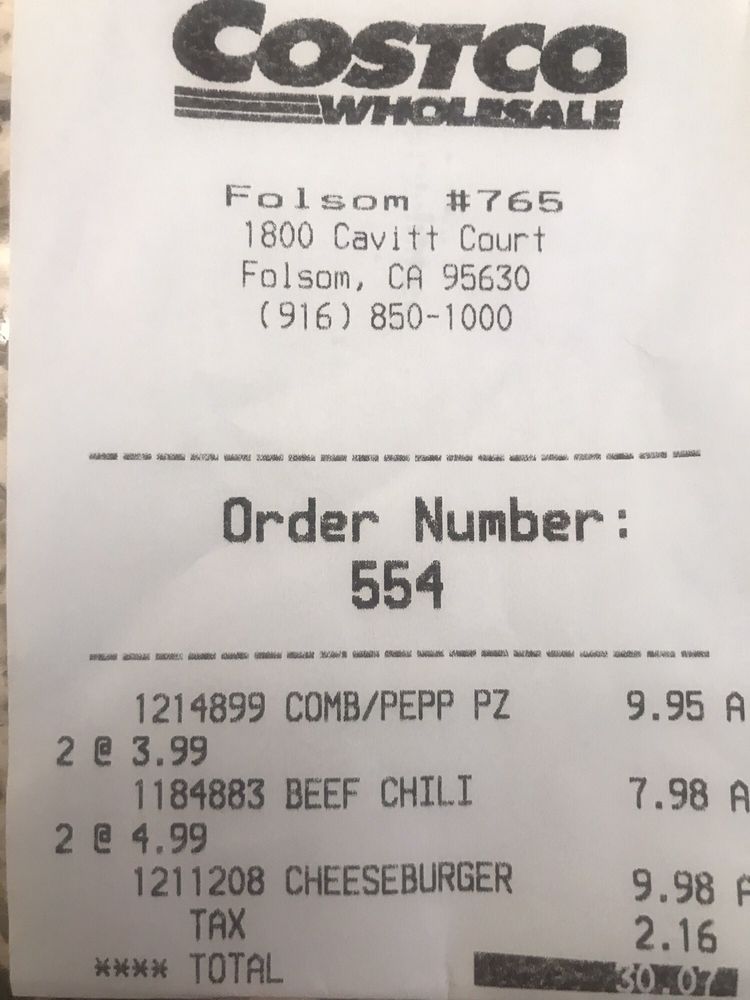 COSTCO
WHOLESALE
Folsom #765
1800 Cavitt Court
Folsom, CA 95630
(916) 850-1000
Order Number:
554
1214899 COMB/PEPP PZ 9.95 A
2 @ 3.99
1184883 BEEF CHILI 7.98 A
2 @ 4.99
1211208 CHEESEBURGER 9.98 A
TAX 2.16
**** TOTAL 30.07